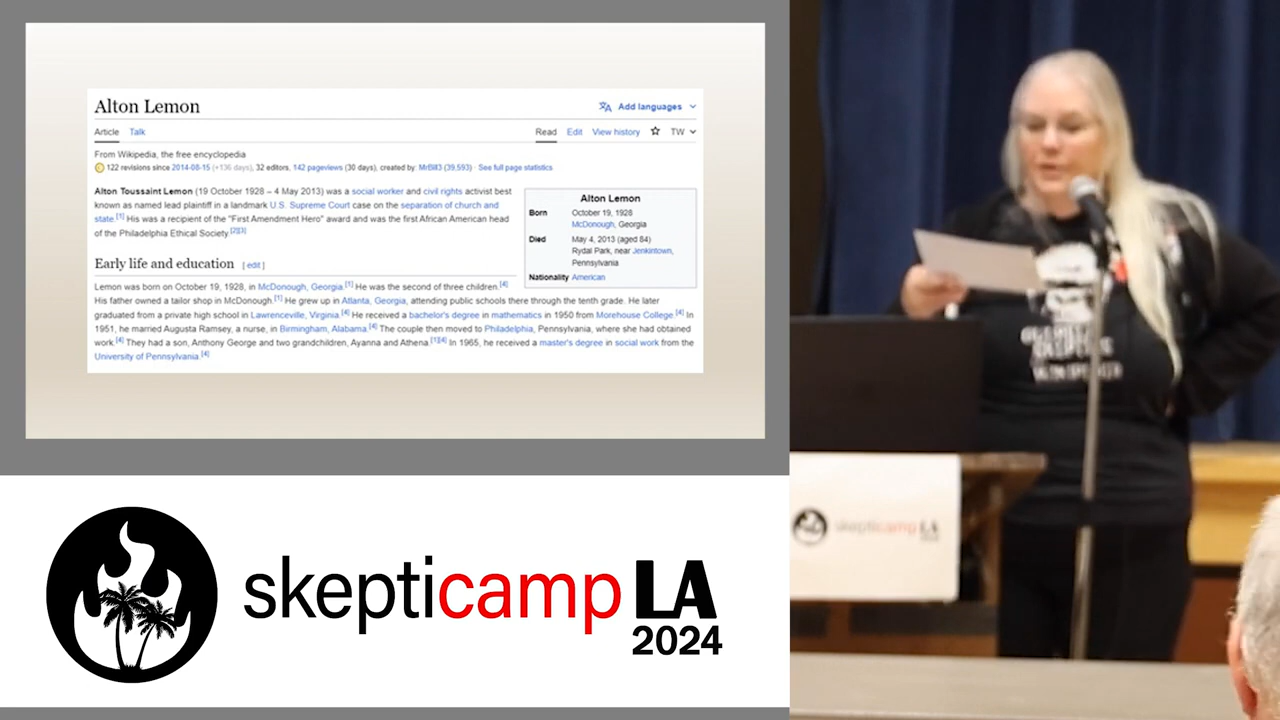 Alton Lemon
Add languages
Article Talk
Read Edit View history TW
From Wikipedia, the free encyclopedia
122 revisions since 2014-08-15 (+136 days), 32 editors, 142 pageviews (30 days), created by: MrBill3 (39,593) · See full page statistics
Alton Toussaint Lemon (19 October 1928 – 4 May 2013) was a social worker and civil rights activist best
known as named lead plaintiff in a landmark U.S. Supreme Court case on the separation of church and
state.[1] His was a recipient of the "First Amendment Hero" award and was the first African American head
of the Philadelphia Ethical Society.[2][3]
Alton Lemon
Born October 19, 1928
McDonough, Georgia
Died May 4, 2013 (aged 84)
Rydal Park, near Jenkintown,
Pennsylvania
Nationality American
Early life and education [ edit ]
Lemon was born on October 19, 1928, in McDonough, Georgia.[1] He was the second of three children.[4]
His father owned a tailor shop in McDonough.[1] He grew up in Atlanta, Georgia, attending public schools there through the tenth grade. He later
graduated from a private high school in Lawrenceville, Virginia.[4] He received a bachelor's degree in mathematics in 1950 from Morehouse College.[4] In
1951, he married Augusta Ramsey, a nurse, in Birmingham, Alabama.[4] The couple then moved to Philadelphia, Pennsylvania, where she had obtained
work.[4] They had a son, Anthony George and two grandchildren, Ayanna and Athena.[1][4] In 1965, he received a master's degree in social work from the
University of Pennsylvania.[4]
skepticamp LA
2024
skepticamp LA